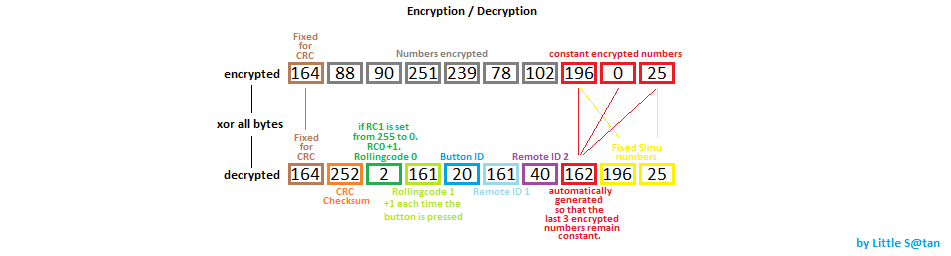 Encryption / Decryption
Fixed
for
CRC
Numbers encrypted
constant encrypted numbers
encrypted 164 88 90 251 239 78 102 196 0 25
xor all bytes
if RC1 is set
from 255 to 0.
RC0 +1.
Rollingcode 0
Fixed
for
CRC
Button ID
Remote ID 2
Fixed Simu
numbers
decrypted 164 252 2 161 20 161 40 162 196 25
CRC
Checksum
Rollingcode 1
+1 each time the
button is pressed
Remote ID 1
automatically
generated
so that the
last 3 encrypted
numbers remain
constant.
by Little S@tan